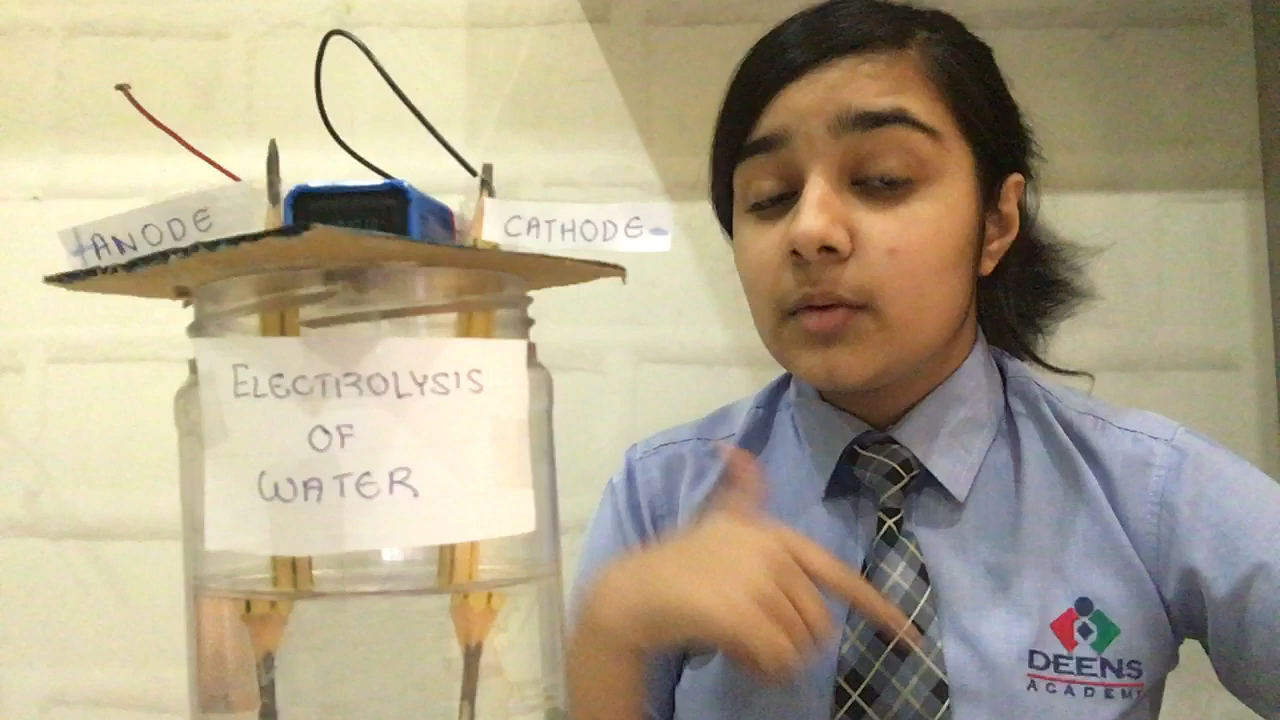 +ANODE
CATHODE-
ELECTROLYSIS
OF
WATER
DEENS
ACADEMY